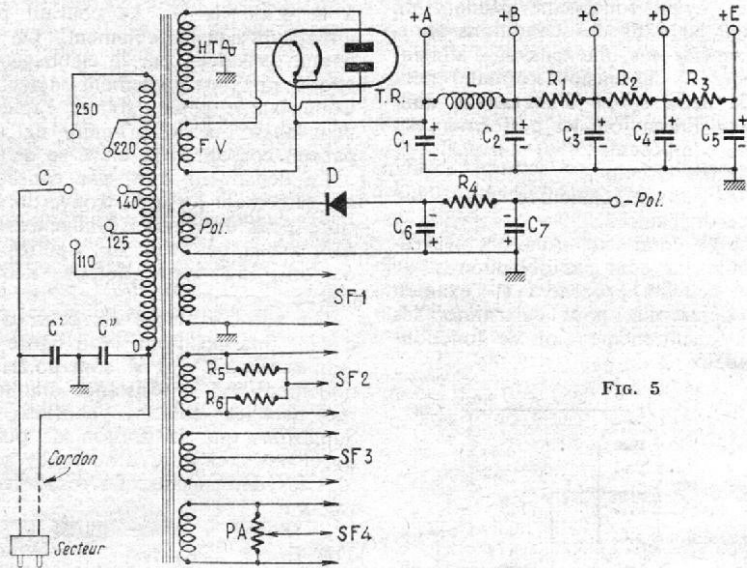 +A +B +C +D +E
HT
T.R.
L R1 R2 R3
C1 C2 C3 C4 C5
F.V
250
220
C
140
125
110
D
R4
-Pol.
Pol.
C6 C7
SF1
C' C" 0
R5
SF2
R6
FIG. 5
SF3
Cordon
PA SF4
Secteur